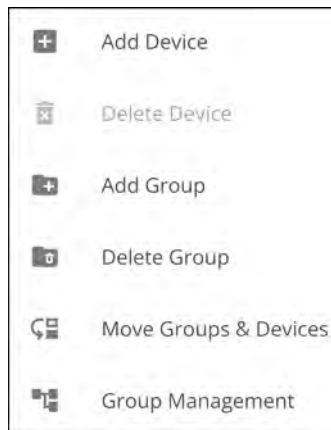 Add Device
Delete Device
Add Group
Delete Group
Move Groups & Devices
Group Management